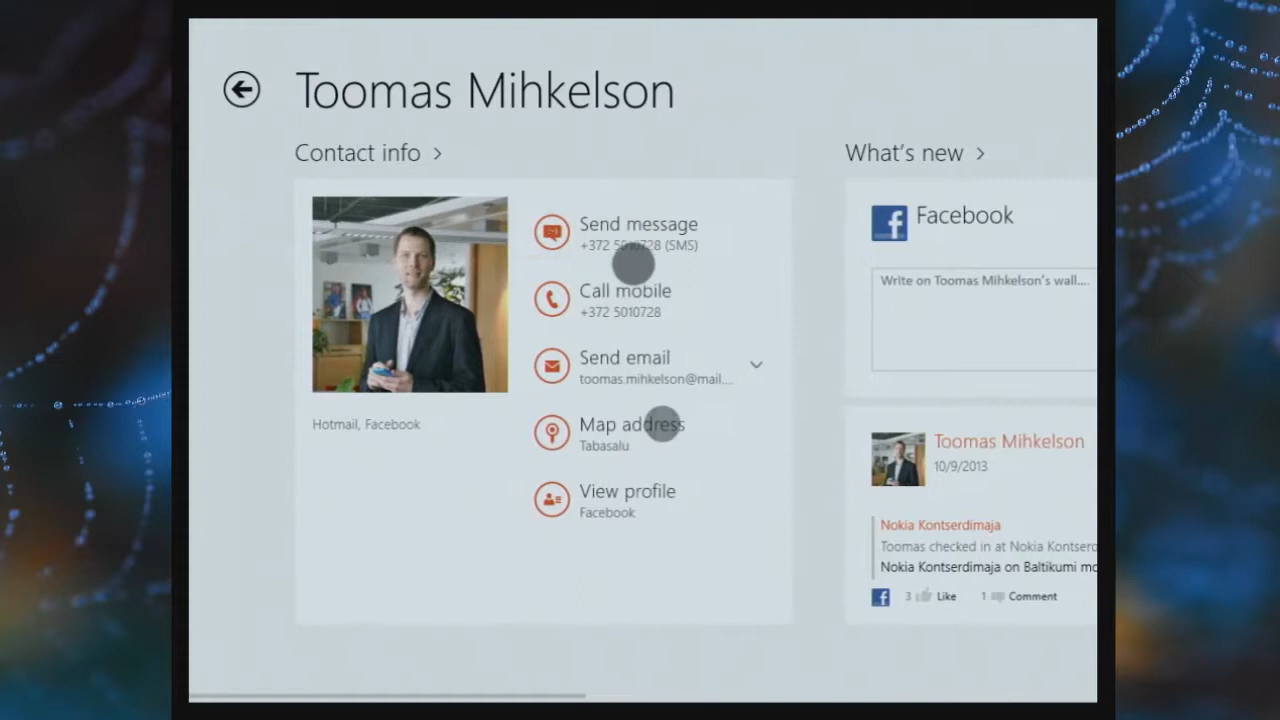 Toomas Mihkelson
Contact info
Send message
+372 5010728 (SMS)
Call mobile
+372 5010728
Send email
toomas.mihkelson@mail....
Map address
Tabasalu
View profile
Facebook
Hotmail, Facebook
What's new
Facebook
Write on Toomas Mihkelson's wall....
Toomas Mihkelson
10/9/2013
Nokia Kontserdimaja
Toomas checked in at Nokia Kontserd
Nokia Kontserdimaja on Baltikumi mo
3 Like 1 Comment